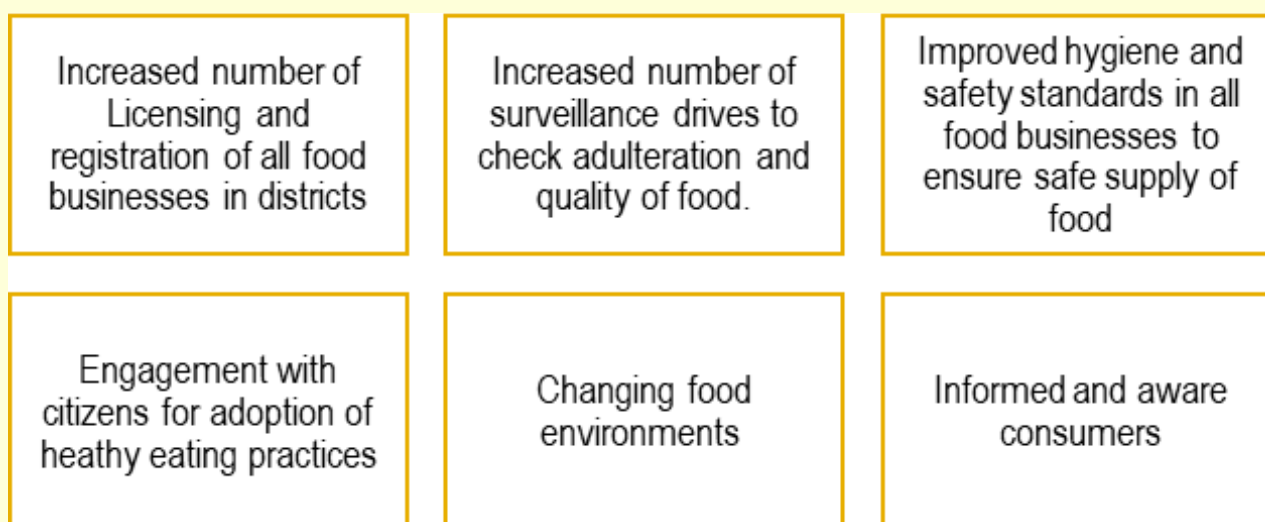 Increased number of
Licensing and
registration of all food
businesses in districts
Increased number of
surveillance drives to
check adulteration and
quality of food.
Improved hygiene and
safety standards in all
food businesses to
ensure safe supply of
food
Engagement with
citizens for adoption of
heathy eating practices
Changing food
environments
Informed and aware
consumers